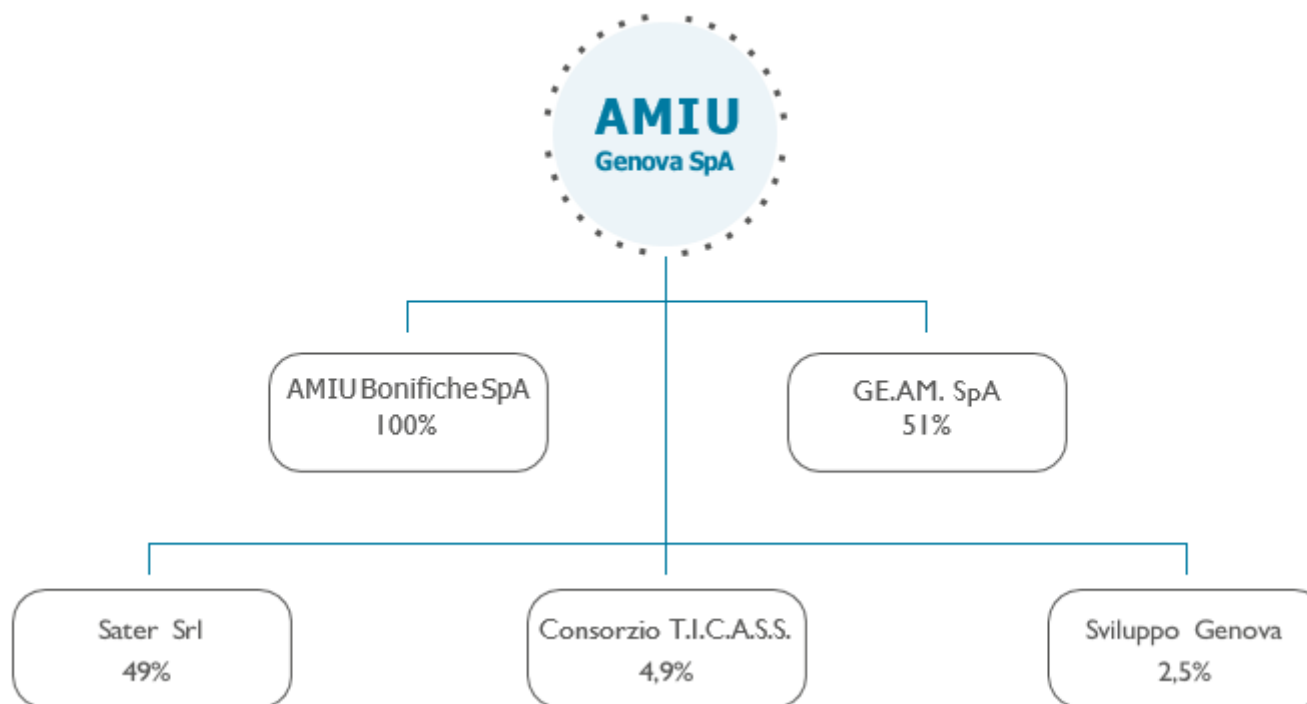 AMIU
Genova SpA
AMIU Bonifiche SpA
100%
GE.AM. SpA
51%
Sater Srl
49%
Consorzio T.I.C.A.S.S.
4,9%
Sviluppo Genova
2,5%